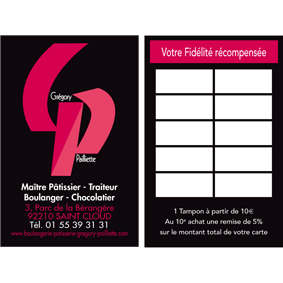 Grégory
Paillette
Maître Pâtissier - Traiteur
Boulanger - Chocolatier
3, Parc de la Bérangère
92210 SAINT CLOUD
Tél. 01 55 39 31 31
www.boulangerie-patisserie-gregory-paillette.com
Votre Fidélité récompensée
1 Tampon à partir de 10€
Au 10e achat une remise de 5%
sur le montant total de votre carte